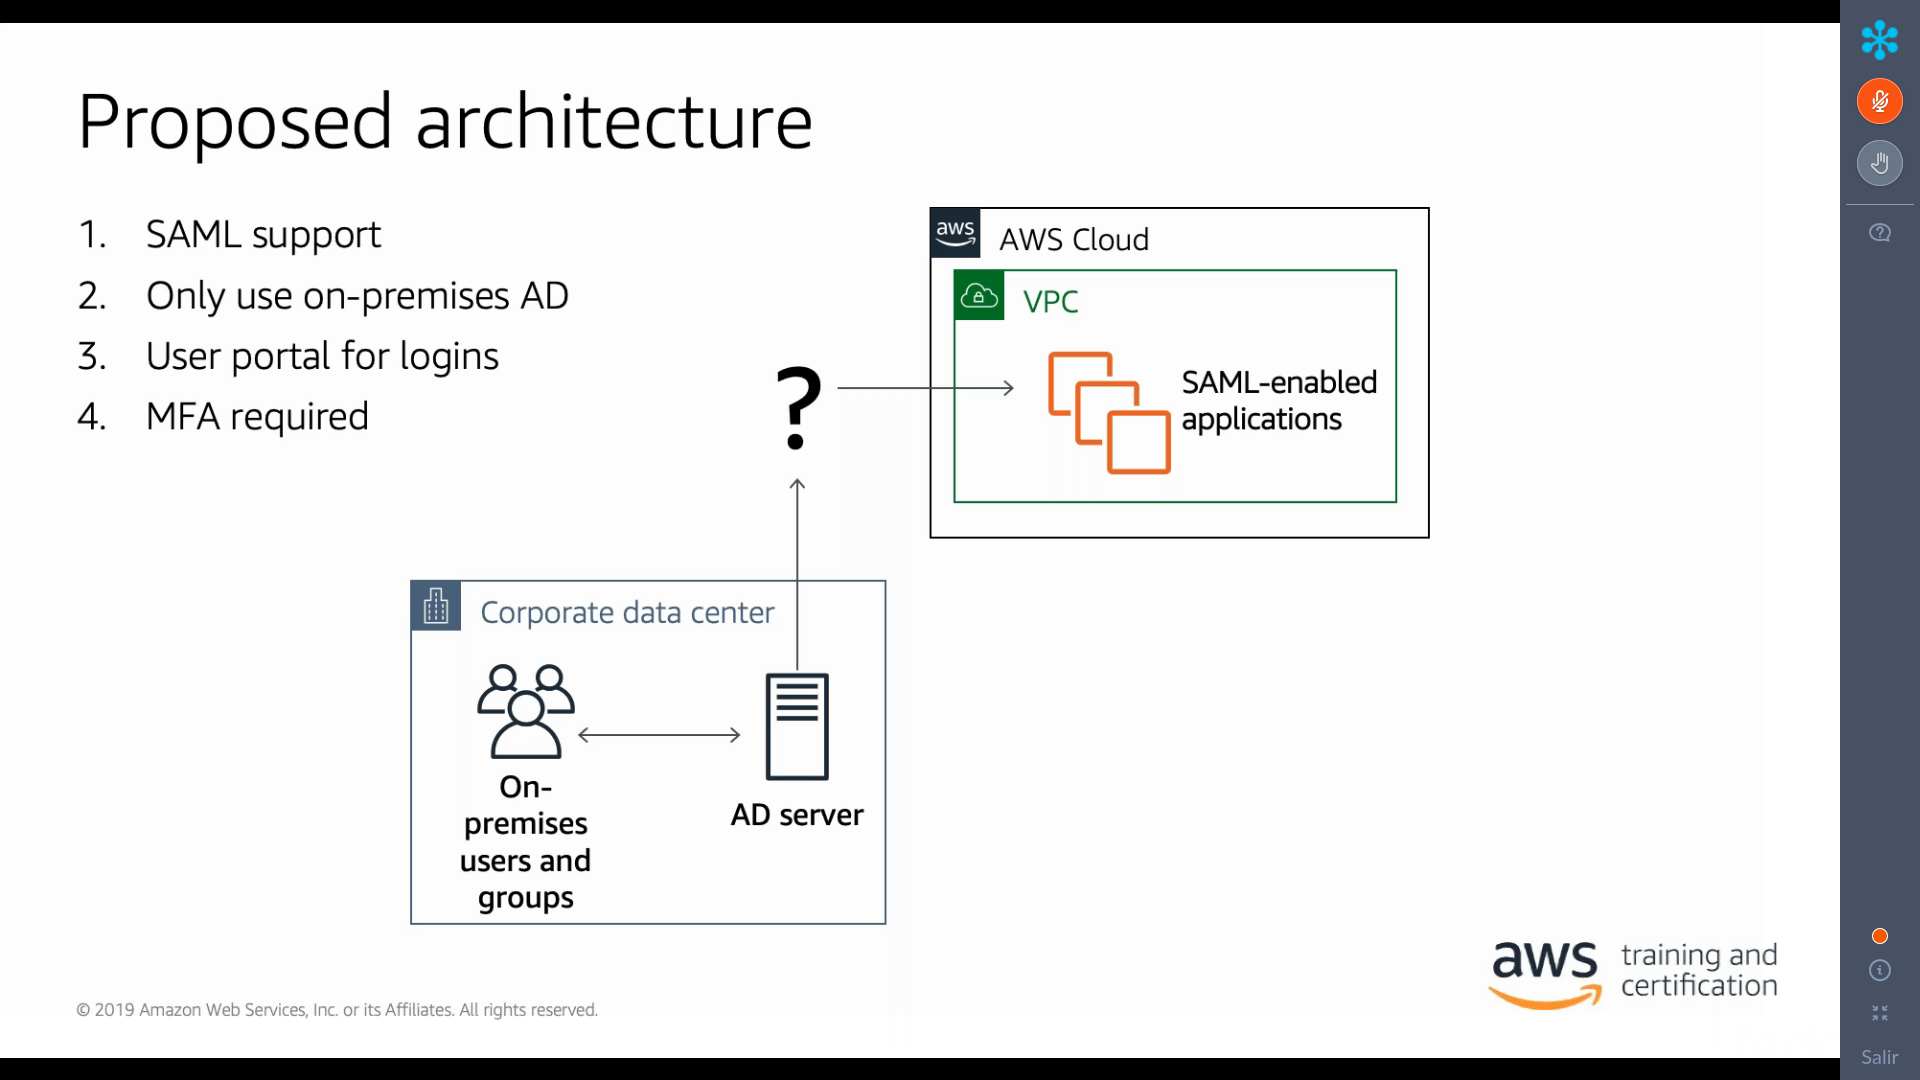 Proposed architecture
1. SAML support
2. Only use on-premises AD
3. User portal for logins
4. MFA required
?
aws
AWS Cloud
VPC
SAML-enabled
applications
Corporate data center
On-
premises
users and
groups
AD server
aws training and
certification
© 2019 Amazon Web Services, Inc. or its Affiliates. All rights reserved.
Salir